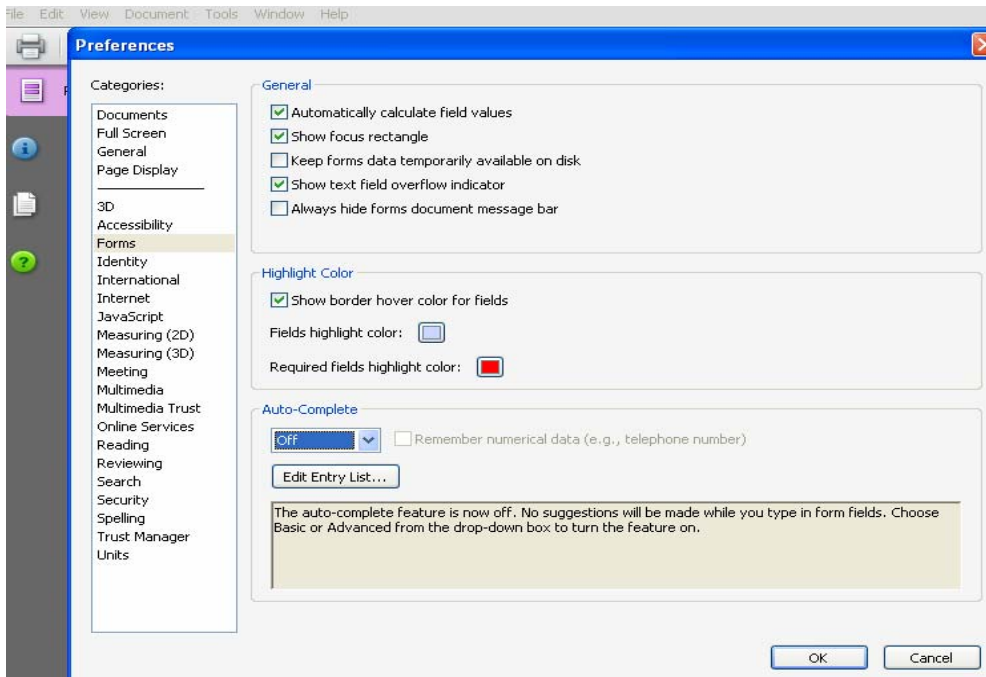 File Edit View Document Tools Window Help
Preferences
Categories:
Documents
Full Screen
General
Page Display
3D
Accessibility
Forms
Identity
International
Internet
JavaScript
Measuring (2D)
Measuring (3D)
Meeting
Multimedia
Multimedia Trust
Online Services
Reading
Reviewing
Search
Security
Spelling
Trust Manager
Units
General
Automatically calculate field values
Show focus rectangle
Keep forms data temporarily available on disk
Show text field overflow indicator
Always hide forms document message bar
Highlight Color
Show border hover color for fields
Fields highlight color:
Required fields highlight color:
Auto-Complete
Off
Remember numerical data (e.g., telephone number)
Edit Entry List...
The auto-complete feature is now off. No suggestions will be made while you type in form fields. Choose
Basic or Advanced from the drop-down box to turn the feature on.
OK
Cancel